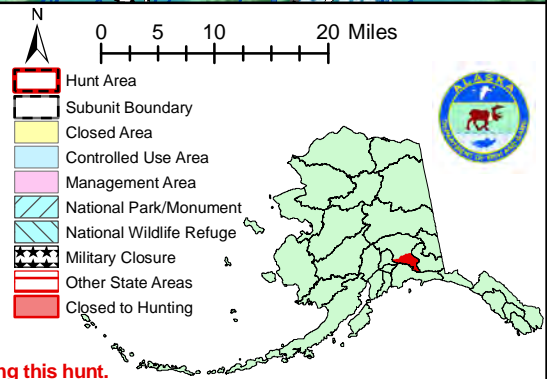 N
0 5 10 20 Miles
Hunt Area
Subunit Boundary
Closed Area
Controlled Use Area
Management Area
National Park/Monument
National Wildlife Refuge
Military Closure
Other State Areas
Closed to Hunting
ALASKA
ng this hunt.